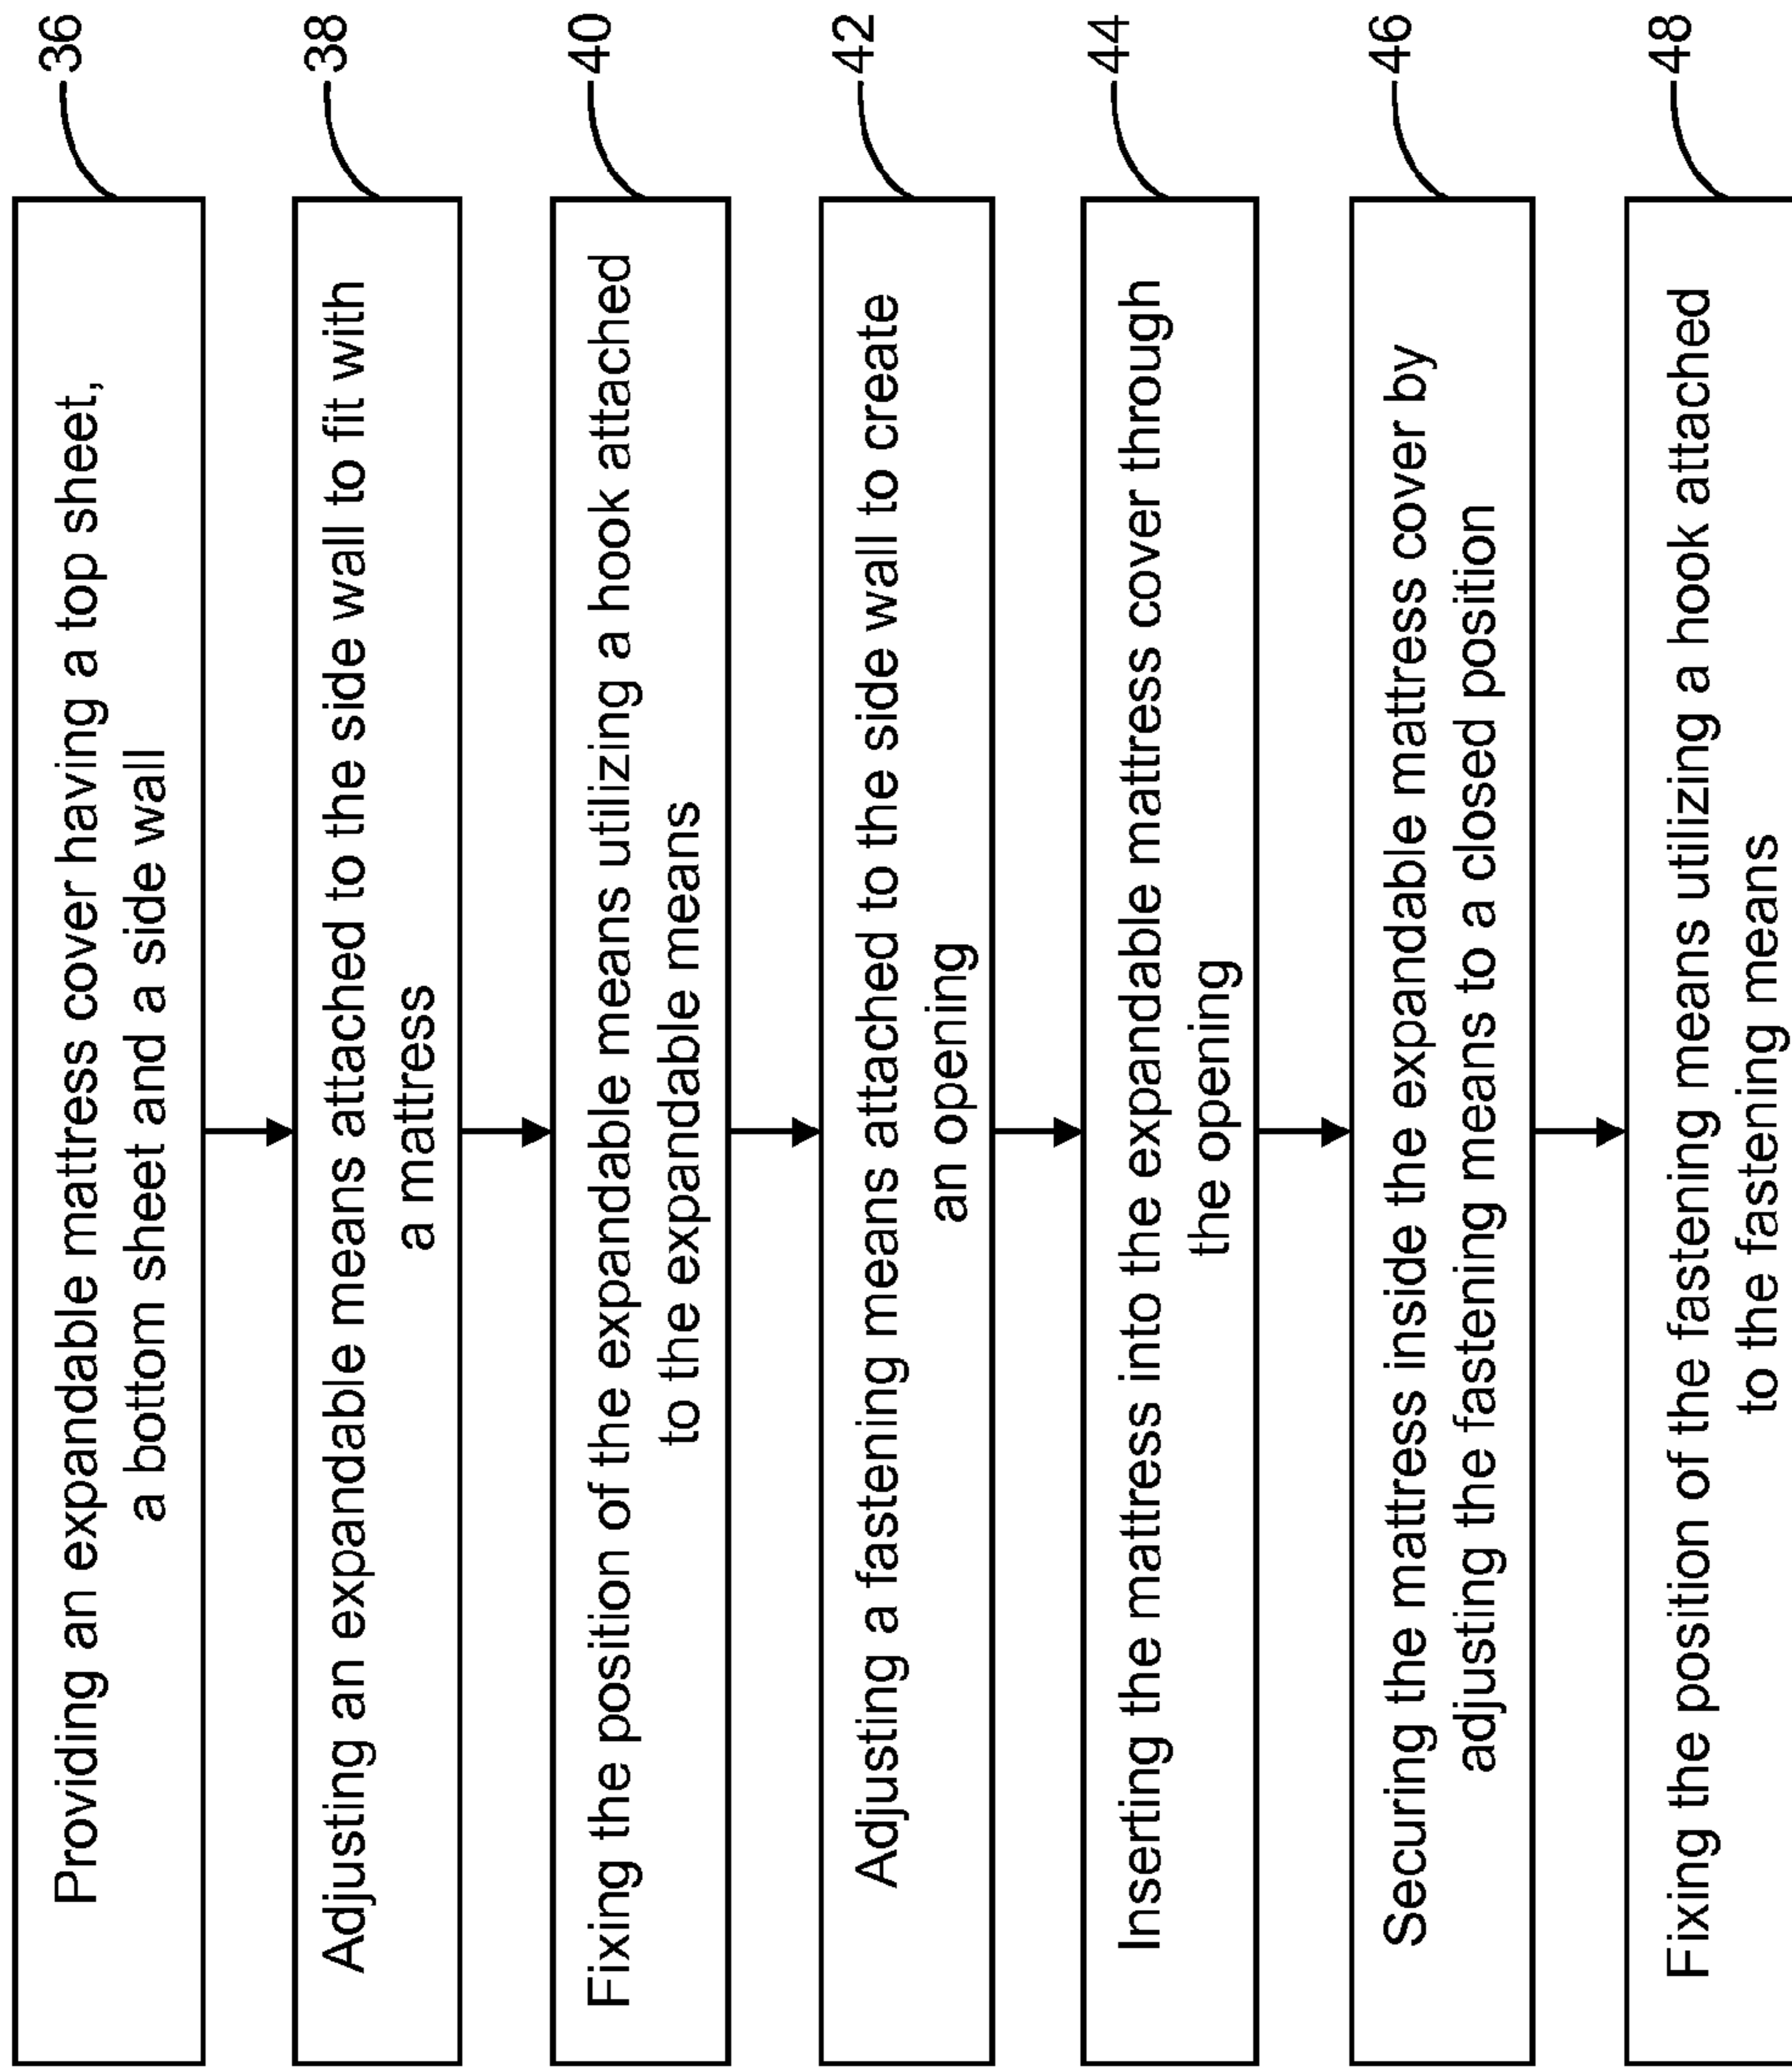 36
Providing an expandable mattress cover having a top sheet,
a bottom sheet and a side wall
38
Adjusting an expandable means attached to the side wall to fit with
a mattress
40
Fixing the position of the expandable means utilizing a hook attached
to the expandable means
42
Adjusting a fastening means attached to the side wall to create
an opening
44
Inserting the mattress into the expandable mattress cover through
the opening
46
Securing the mattress inside the expandable mattress cover by
adjusting the fastening means to a closed position
48
Fixing the position of the fastening means utilizing a hook attached
to the fastening means